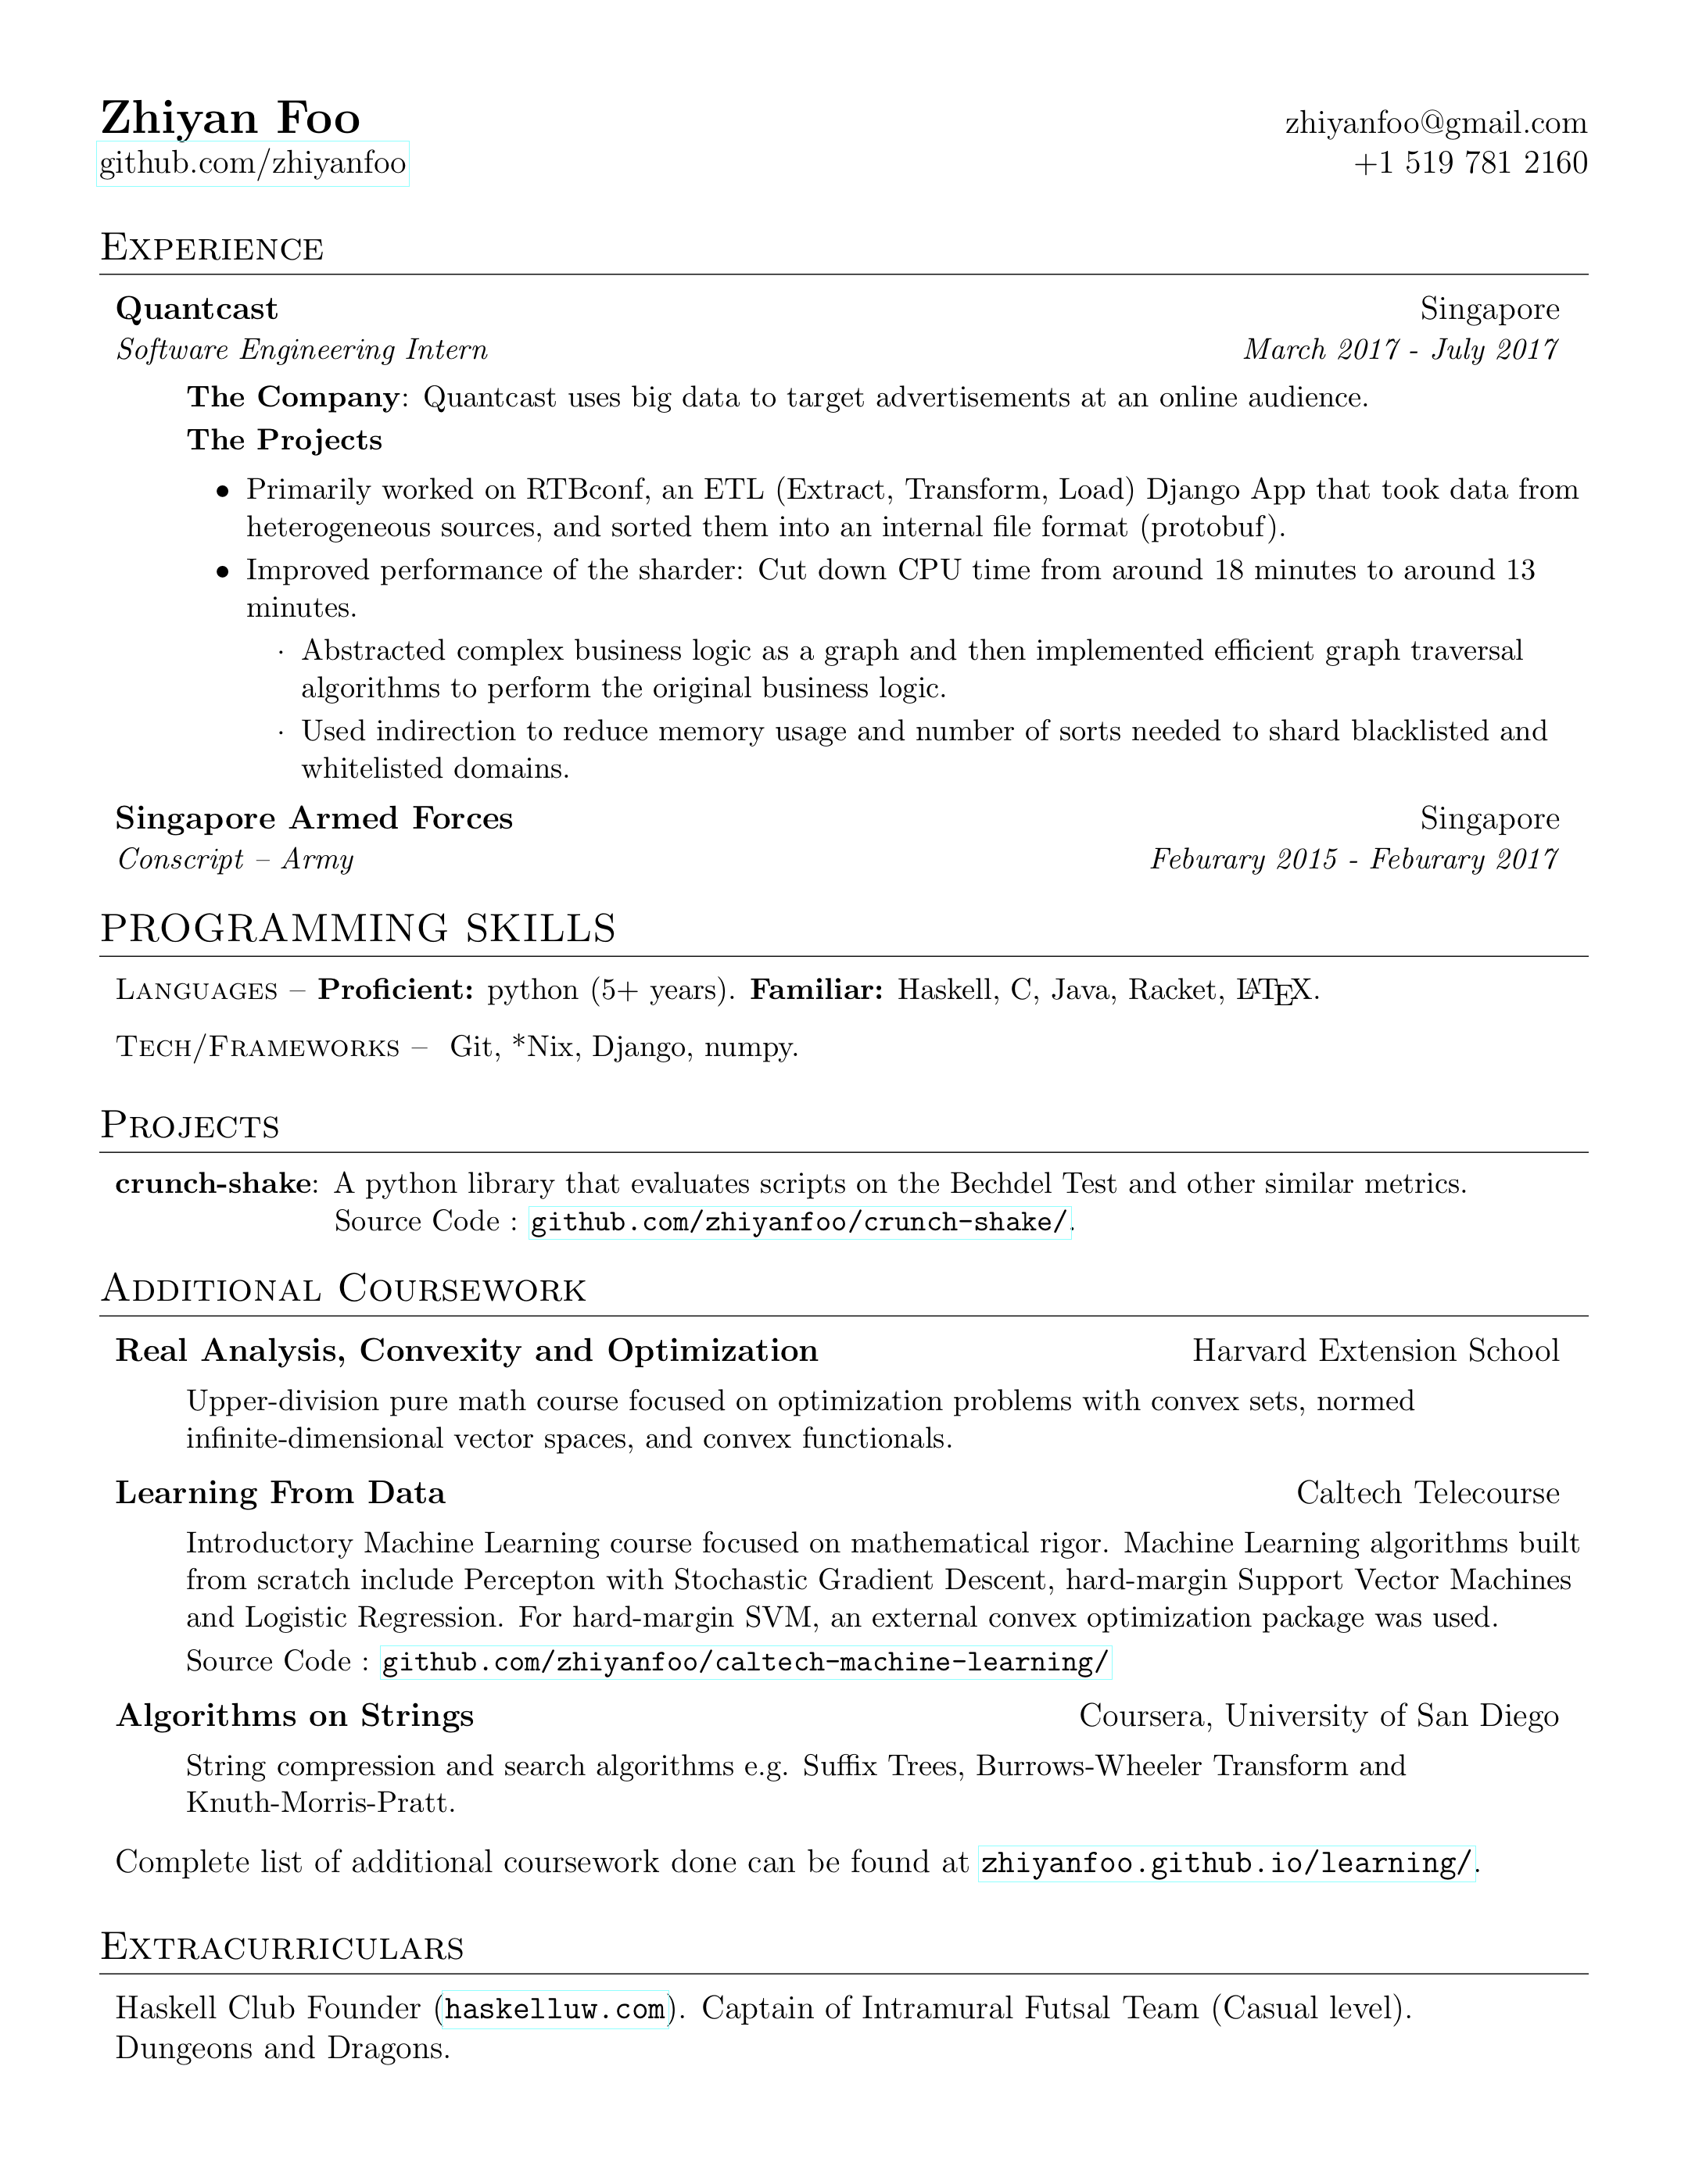 Zhiyan Foo
zhiyanfoo@gmail.com
github.com/zhiyanfoo
+1 519 781 2160
Experience
Quantcast Singapore
Software Engineering Intern March 2017 - July 2017
The Company: Quantcast uses big data to target advertisements at an online audience.
The Projects
• Primarily worked on RTBconf, an ETL (Extract, Transform, Load) Django App that took data from
heterogeneous sources, and sorted them into an internal file format (protobuf).
• Improved performance of the sharder: Cut down CPU time from around 18 minutes to around 13
minutes.
· Abstracted complex business logic as a graph and then implemented efficient graph traversal
algorithms to perform the original business logic.
· Used indirection to reduce memory usage and number of sorts needed to shard blacklisted and
whitelisted domains.
Singapore Armed Forces Singapore
Conscript – Army Feburary 2015 - Feburary 2017
PROGRAMMING SKILLS
Languages – Proficient: python (5+ years). Familiar: Haskell, C, Java, Racket, LATEX.
Tech/Frameworks – Git, *Nix, Django, numpy.
Projects
crunch-shake: A python library that evaluates scripts on the Bechdel Test and other similar metrics.
Source Code : github.com/zhiyanfoo/crunch-shake/.
Additional Coursework
Real Analysis, Convexity and Optimization Harvard Extension School
Upper-division pure math course focused on optimization problems with convex sets, normed
infinite-dimensional vector spaces, and convex functionals.
Learning From Data Caltech Telecourse
Introductory Machine Learning course focused on mathematical rigor. Machine Learning algorithms built
from scratch include Percepton with Stochastic Gradient Descent, hard-margin Support Vector Machines
and Logistic Regression. For hard-margin SVM, an external convex optimization package was used.
Source Code : github.com/zhiyanfoo/caltech-machine-learning/
Algorithms on Strings Coursera, University of San Diego
String compression and search algorithms e.g. Suffix Trees, Burrows-Wheeler Transform and
Knuth-Morris-Pratt.
Complete list of additional coursework done can be found at zhiyanfoo.github.io/learning/.
Extracurriculars
Haskell Club Founder (haskelluw.com). Captain of Intramural Futsal Team (Casual level).
Dungeons and Dragons.